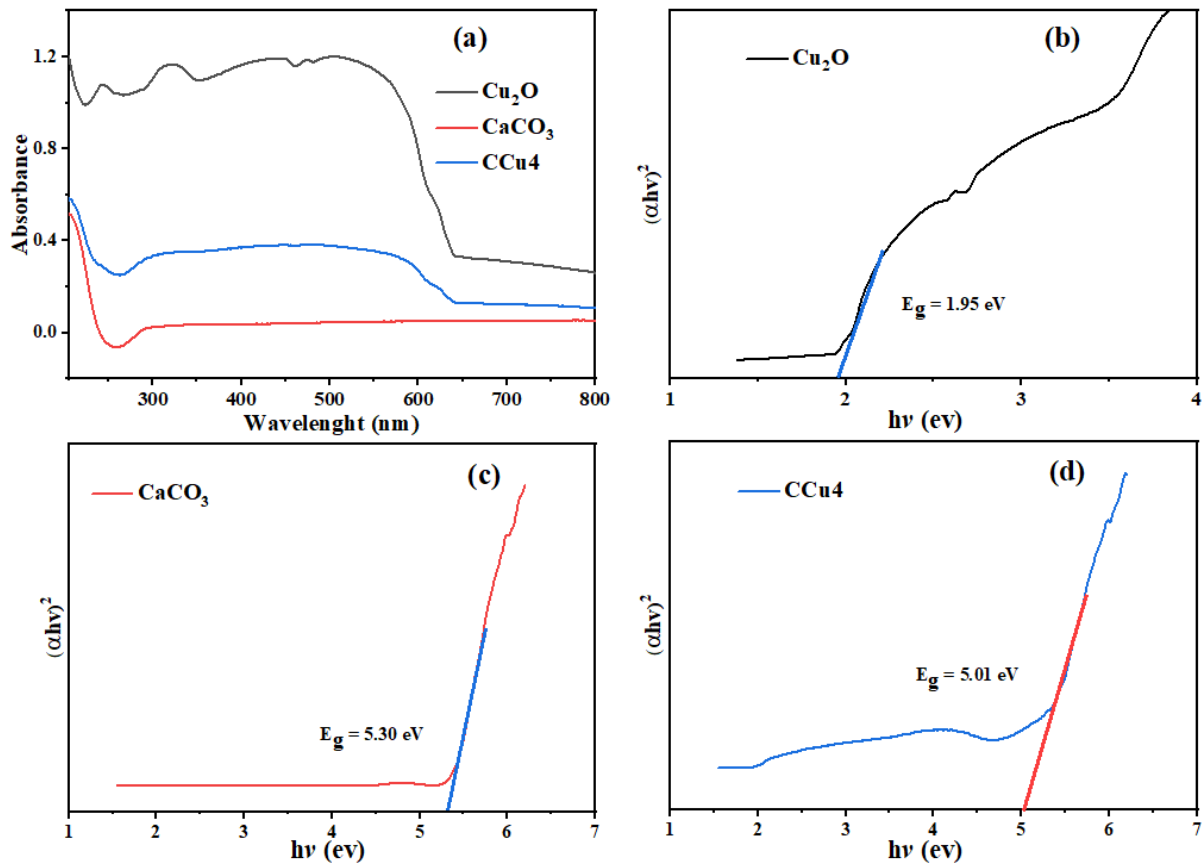 (a)
Cu₂O
CaCO₃
CCu4
1.2
0.8
0.4
0.0
Absorbance
300 400 500 600 700 800
Wavelenght (nm)
(b)
Cu₂O
(αhv)²
E_g = 1.95 eV
1 2 3 4
hν (ev)
(c)
CaCO₃
(αhv)²
E_g = 5.30 eV
1 2 3 4 5 6 7
hν (ev)
(d)
CCu4
(αhv)²
E_g = 5.01 eV
1 2 3 4 5 6 7
hν (ev)